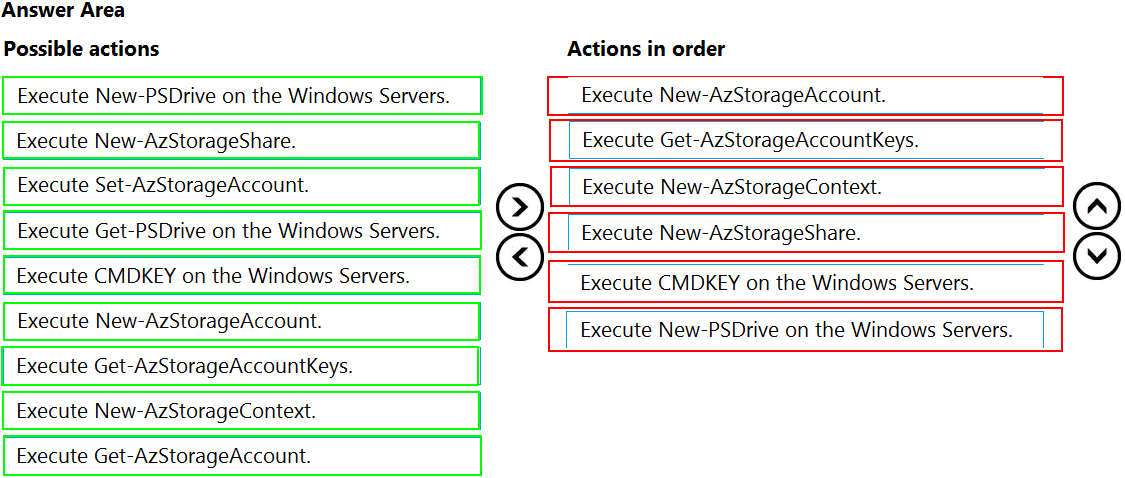 Answer Area
Possible actions
Execute New-PSDrive on the Windows Servers.
Execute New-AzStorageShare.
Execute Set-AzStorageAccount.
Execute Get-PSDrive on the Windows Servers.
Execute CMDKEY on the Windows Servers.
Execute New-AzStorageAccount.
Execute Get-AzStorageAccountKeys.
Execute New-AzStorageContext.
Execute Get-AzStorageAccount.
Actions in order
Execute New-AzStorageAccount.
Execute Get-AzStorageAccountKeys.
Execute New-AzStorageContext.
Execute New-AzStorageShare.
Execute CMDKEY on the Windows Servers.
Execute New-PSDrive on the Windows Servers.